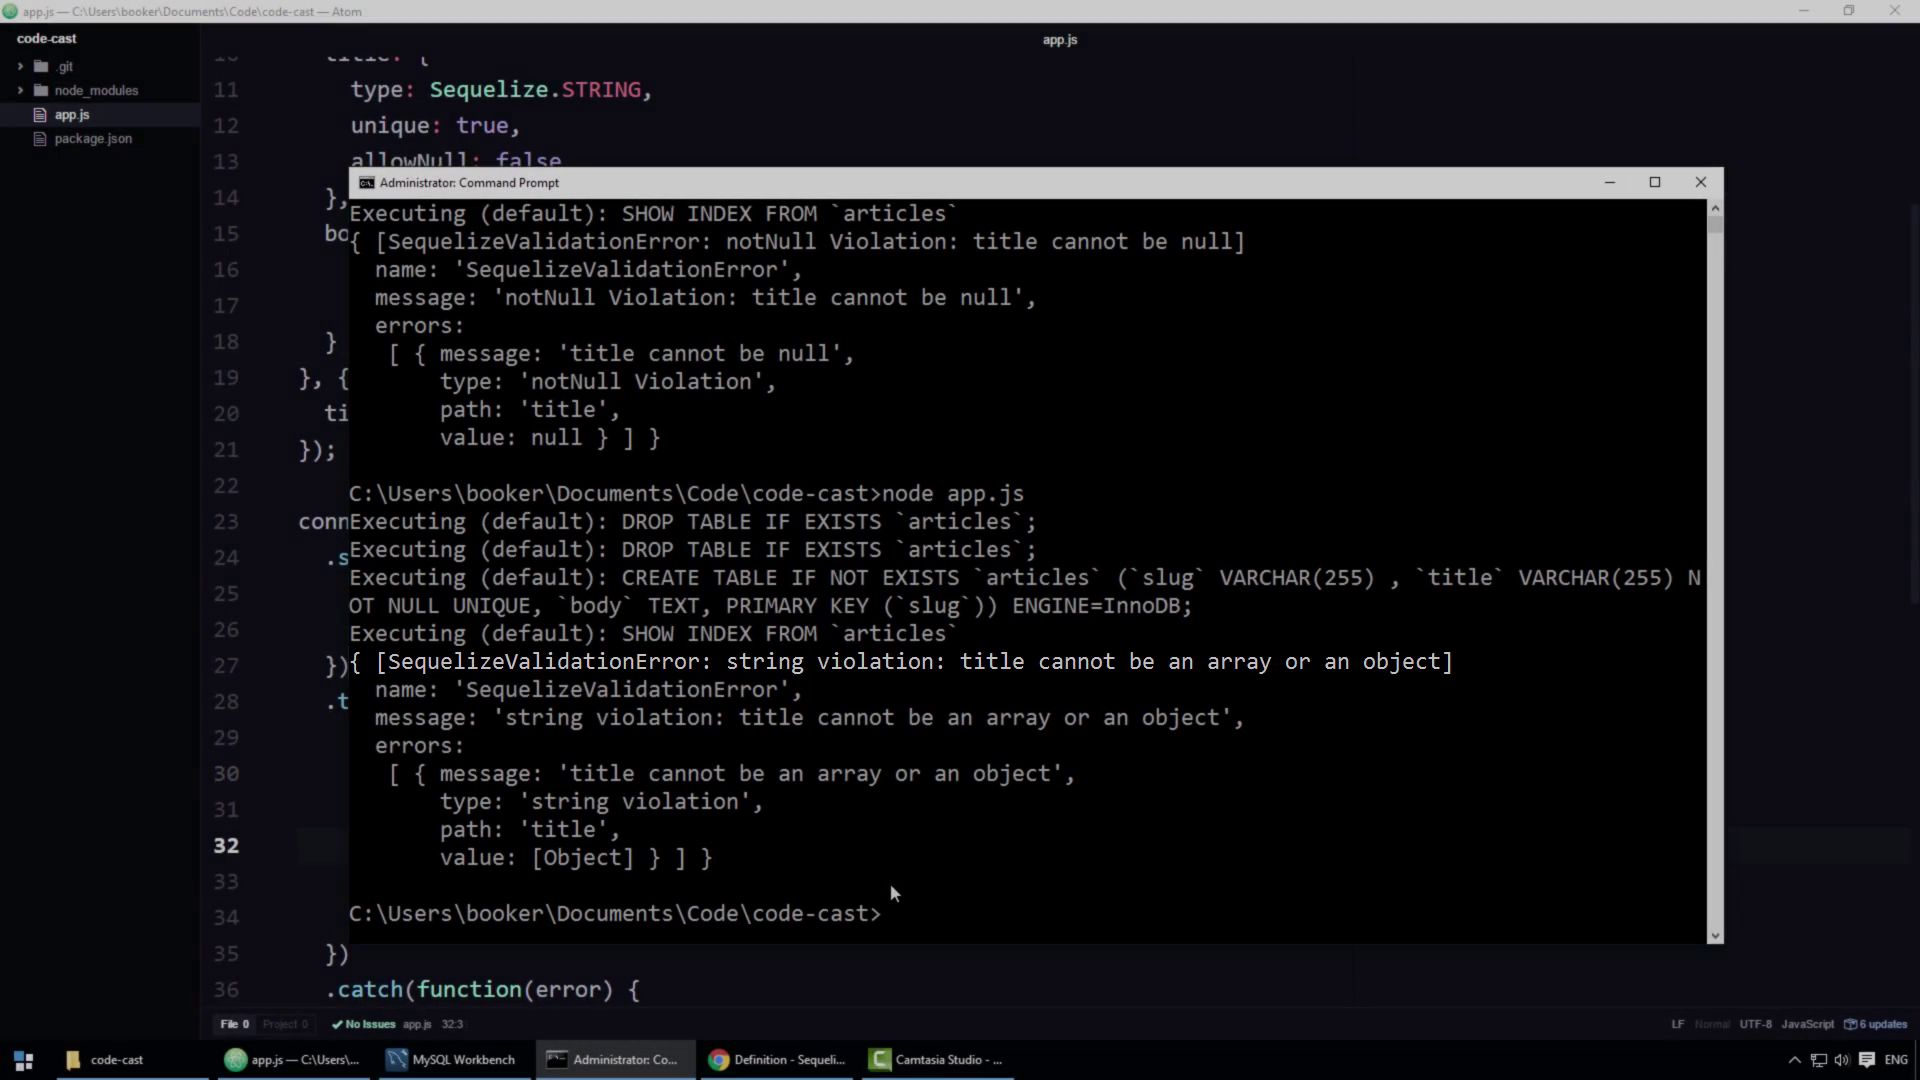 app.js — C:\Users\booker\Documents\Code\code-cast — Atom
code-cast
.git
node_modules
app.js
package.json
app.js
11 type: Sequelize.STRING,
12 unique: true,
13 allowNull: false
14 },
15 bo
16
17
18 }
19 }, {
20 ti
21 });
22
23 conn
24 .s
25
26
27 })
28 .t
29
30
31
32
33
34
35 })
36 .catch(function(error) {
Administrator: Command Prompt
Executing (default): SHOW INDEX FROM `articles`
{ [SequelizeValidationError: notNull Violation: title cannot be null]
name: 'SequelizeValidationError',
message: 'notNull Violation: title cannot be null',
errors:
[ { message: 'title cannot be null',
type: 'notNull Violation',
path: 'title',
value: null } ] }
C:\Users\booker\Documents\Code\code-cast>node app.js
Executing (default): DROP TABLE IF EXISTS `articles`;
Executing (default): DROP TABLE IF EXISTS `articles`;
Executing (default): CREATE TABLE IF NOT EXISTS `articles` (`slug` VARCHAR(255) , `title` VARCHAR(255) N
OT NULL UNIQUE, `body` TEXT, PRIMARY KEY (`slug`)) ENGINE=InnoDB;
Executing (default): SHOW INDEX FROM `articles`
{ [SequelizeValidationError: string violation: title cannot be an array or an object]
name: 'SequelizeValidationError',
message: 'string violation: title cannot be an array or an object',
errors:
[ { message: 'title cannot be an array or an object',
type: 'string violation',
path: 'title',
value: [Object] } ] }
C:\Users\booker\Documents\Code\code-cast>
File 0 Project 0 No Issues app.js 32:3
LF Normal UTF-8 JavaScript 6 updates
code-cast
app.js — C:\Users\...
MySQL Workbench
Administrator: Co...
Definition - Sequeli...
Camtasia Studio - ...
ENG